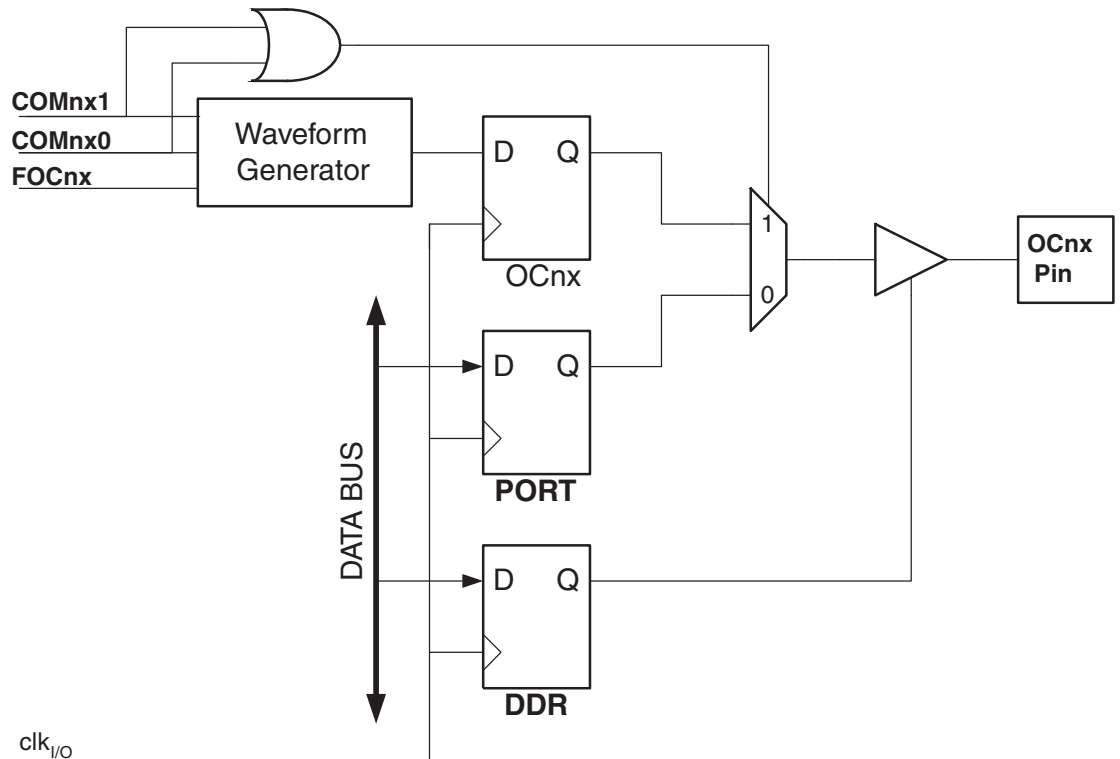 COMnx1
COMnx0
FOCnx
Waveform
Generator
D Q
OCnx
1
0
OCnx
Pin
D Q
PORT
DATA BUS
D Q
DDR
clkI/O